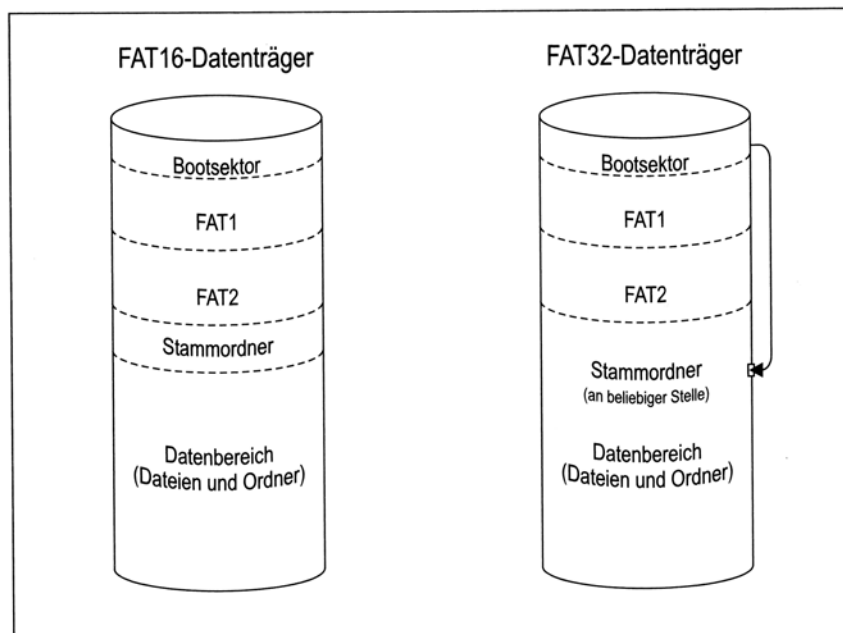 FAT16-Datenträger
Bootsektor
FAT1
FAT2
Stammordner
Datenbereich
(Dateien und Ordner)
FAT32-Datenträger
Bootsektor
FAT1
FAT2
Stammordner
(an beliebiger Stelle)
Datenbereich
(Dateien und Ordner)